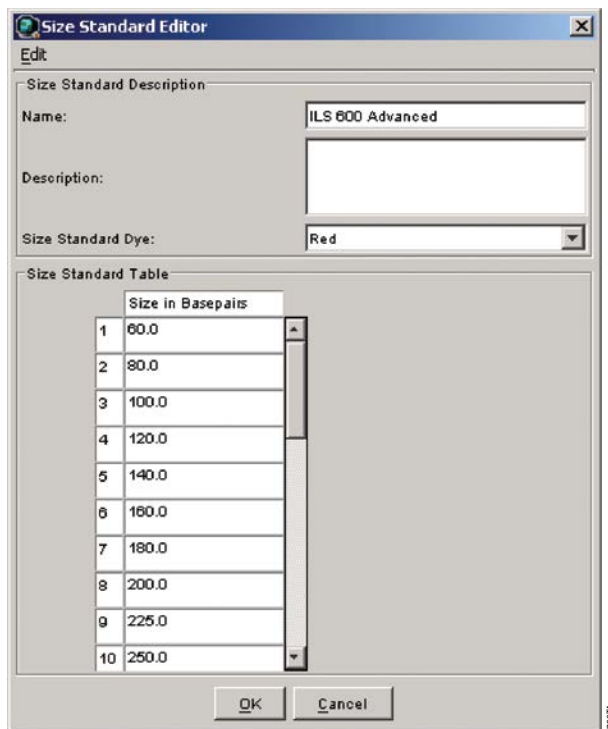 Size Standard Editor
Edit
Size Standard Description
Name: ILS 600 Advanced
Description:
Size Standard Dye: Red
Size Standard Table
Size in Basepairs
1 60.0
2 80.0
3 100.0
4 120.0
5 140.0
6 160.0
7 180.0
8 200.0
9 225.0
10 250.0
OK Cancel